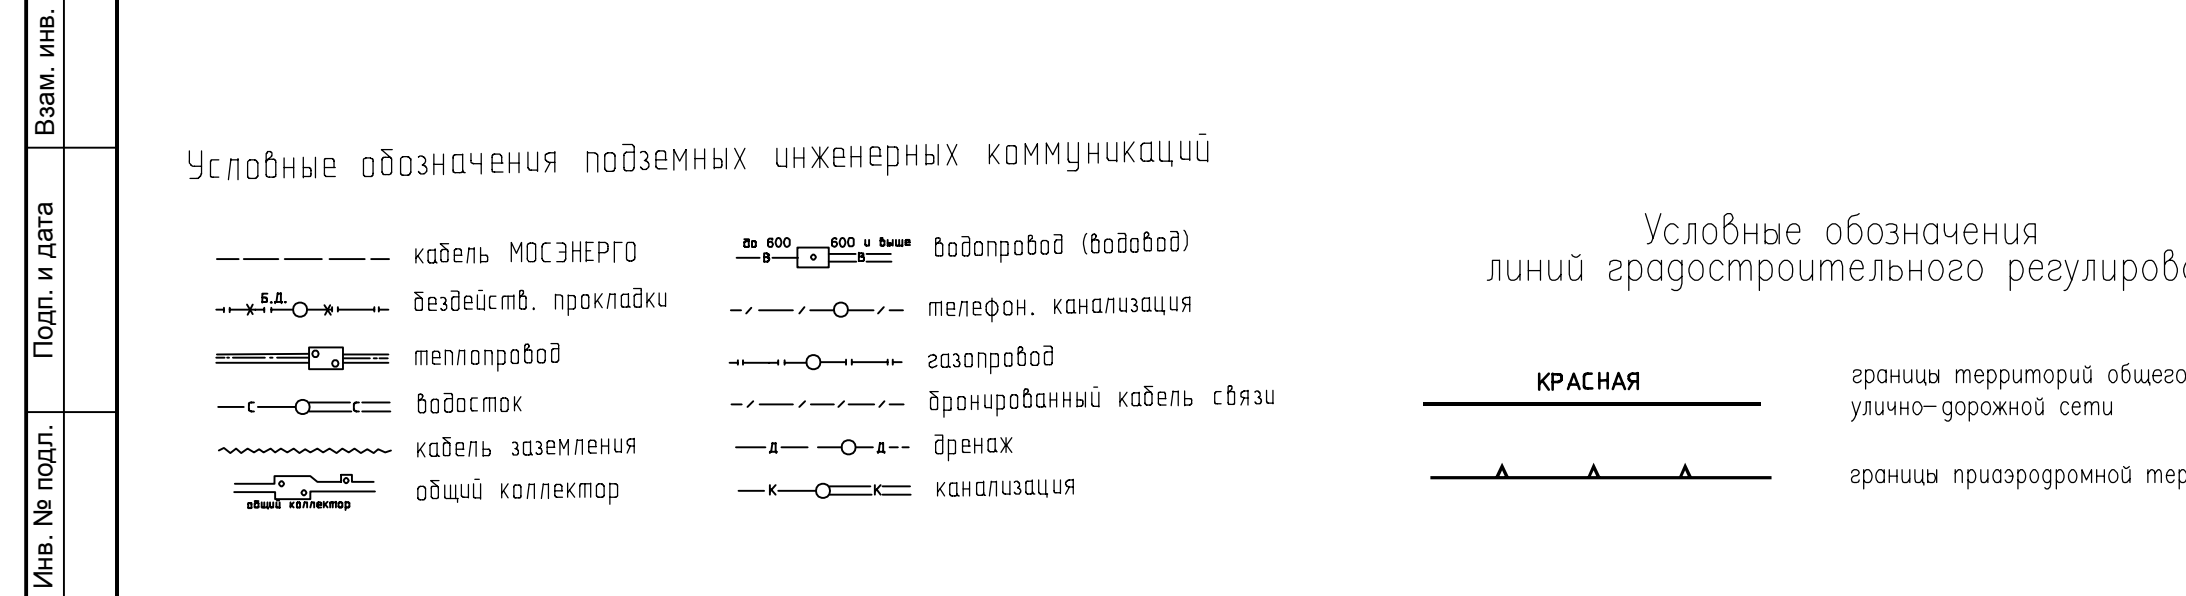 Взам. инв.
Подп. и дата
Инв. № подл.
Условные обозначения подземных инженерных коммуникаций
кабель МОСЭНЕРГО
Б.Д.
бездейств. прокладки
теплопровод
С С
водосток
кабель заземления
общий коллектор
общий коллектор
до 600 600 и выше
В В
водопровод (водовод)
телефон. канализация
газопровод
бронированный кабель связи
Д Д
дренаж
К К
канализация
Условные обозначения
линий градостроительного
КРАСНАЯ
границы территорий общего
улично-дорожной сети
границы приаэродромной